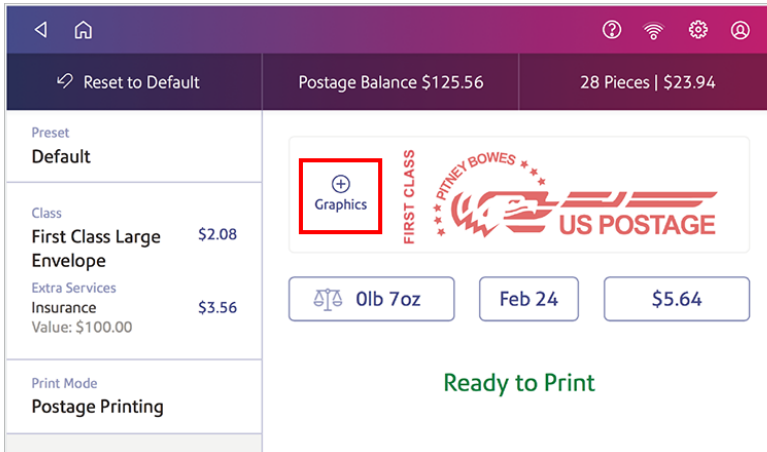 Reset to Default
Postage Balance $125.56
28 Pieces | $23.94
Preset
Default
Class
First Class Large
Envelope
$2.08
Extra Services
Insurance
$3.56
Value: $100.00
Print Mode
Postage Printing
Graphics
FIRST CLASS
PITNEY BOWES
US POSTAGE
0lb 7oz
Feb 24
$5.64
Ready to Print